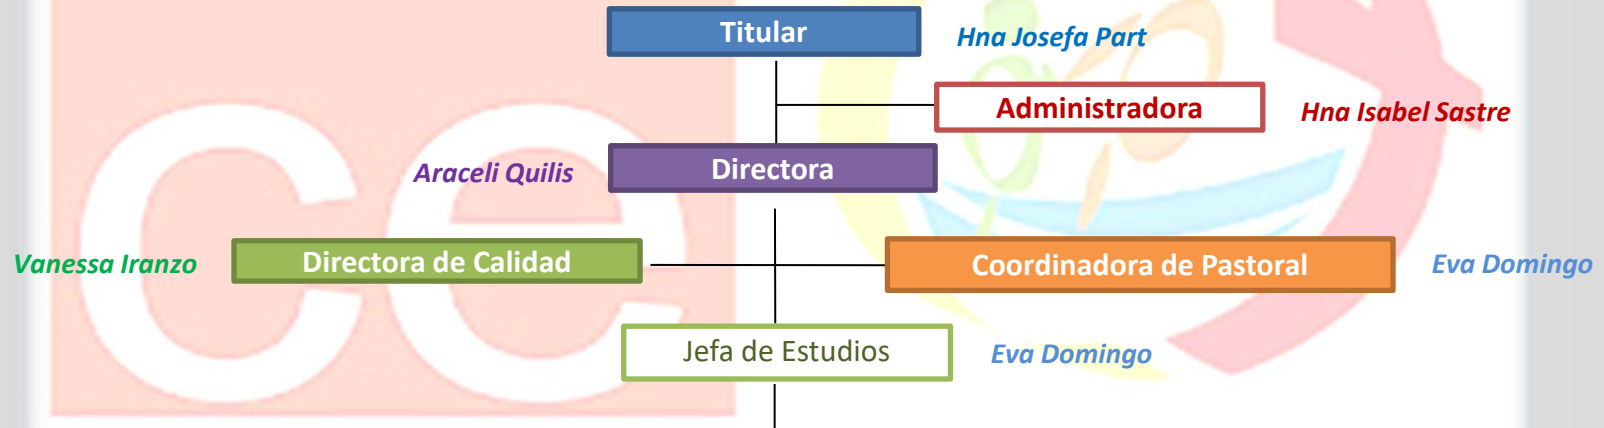 Titular
Hna Josefa Part
Administradora
Hna Isabel Sastre
Araceli Quilis
Directora
Vanessa Iranzo
Directora de Calidad
Coordinadora de Pastoral
Eva Domingo
Jefa de Estudios
Eva Domingo
ce